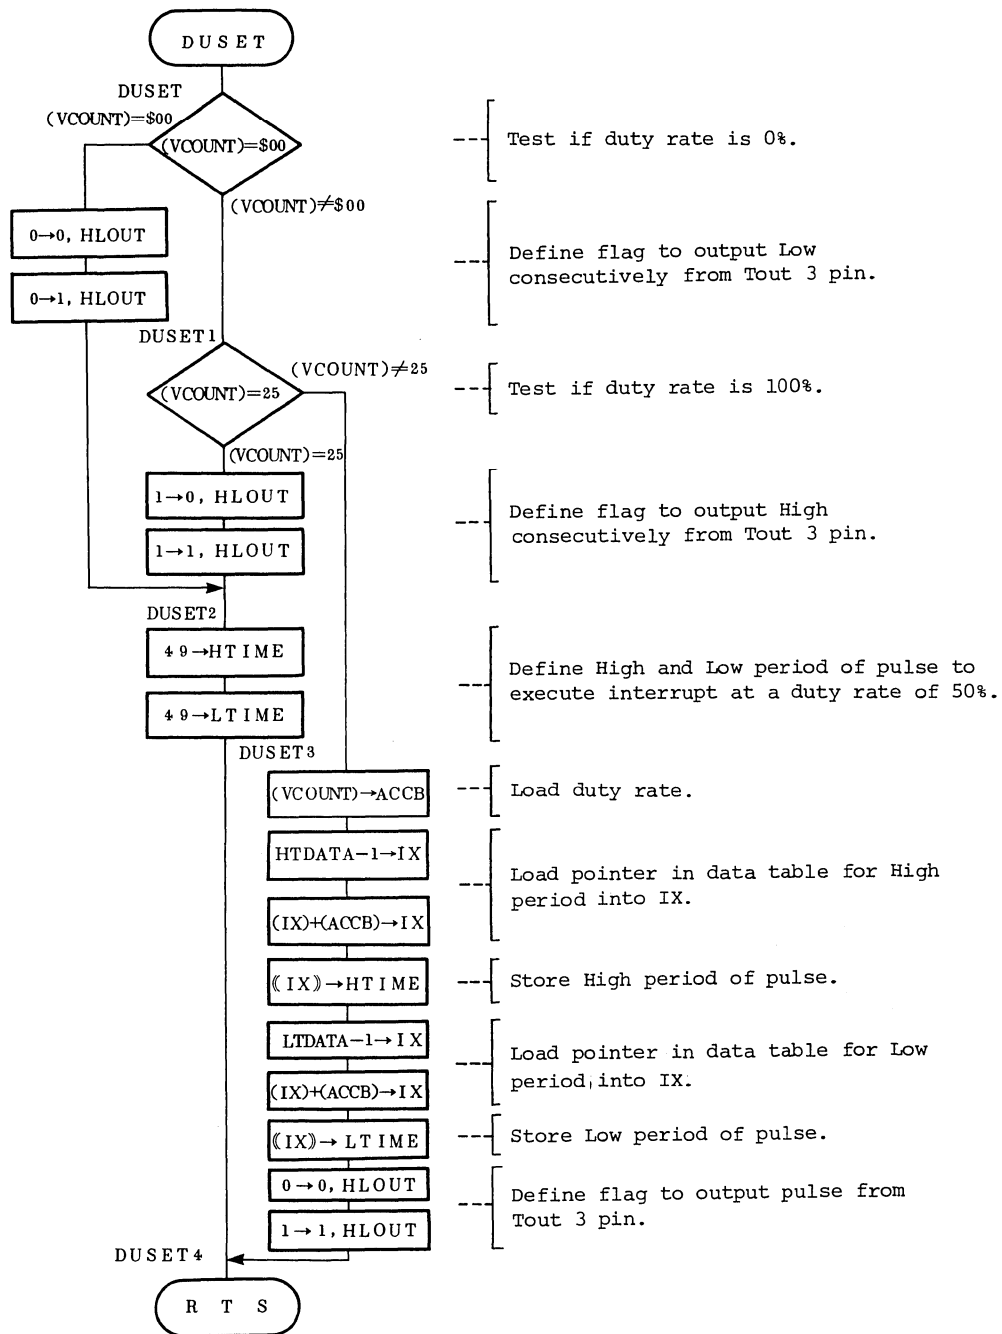 DUSET
DUSET
(VCOUNT)=$00
(VCOUNT)=$00
Test if duty rate is 0%.
(VCOUNT)≠$00
0→0, HLOUT
0→1, HLOUT
Define flag to output Low
consecutively from Tout 3 pin.
DUSET1
(VCOUNT)≠25
(VCOUNT)=25
Test if duty rate is 100%.
(VCOUNT)=25
1→0, HLOUT
1→1, HLOUT
Define flag to output High
consecutively from Tout 3 pin.
DUSET2
49→HTIME
49→LTIME
Define High and Low period of pulse to
execute interrupt at a duty rate of 50%.
DUSET3
(VCOUNT)→ACCB
Load duty rate.
HTDATA-1→IX
(IX)+(ACCB)→IX
Load pointer in data table for High
period into IX.
⟪IX⟫→HTIME
Store High period of pulse.
LTDATA-1→IX
(IX)+(ACCB)→IX
Load pointer in data table for Low
period into IX.
⟪IX⟫→LTIME
Store Low period of pulse.
0→0, HLOUT
1→1, HLOUT
Define flag to output pulse from
Tout 3 pin.
DUSET4
RTS